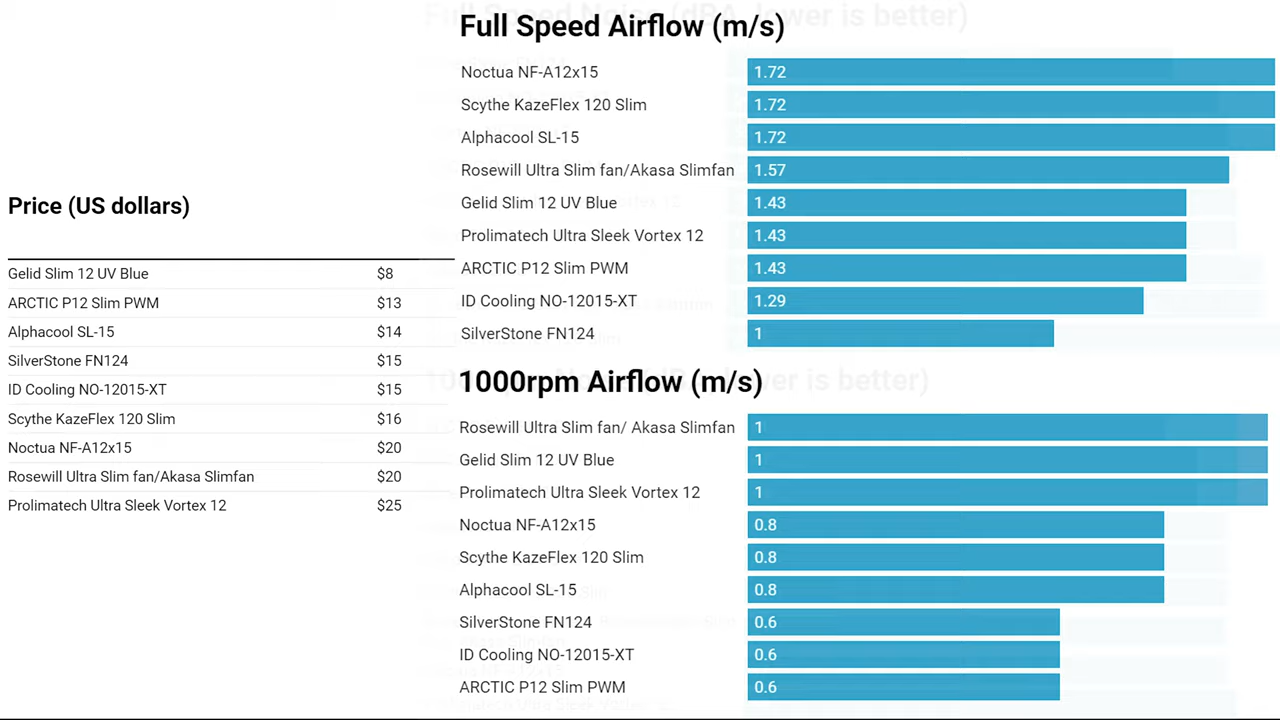 Full Speed Airflow (m/s)
Noctua NF-A12x15 1.72
Scythe KazeFlex 120 Slim 1.72
Alphacool SL-15 1.72
Rosewill Ultra Slim fan/Akasa Slimfan 1.57
Gelid Slim 12 UV Blue 1.43
Prolimatech Ultra Sleek Vortex 12 1.43
ARCTIC P12 Slim PWM 1.43
ID Cooling NO-12015-XT 1.29
SilverStone FN124 1
Price (US dollars)
Gelid Slim 12 UV Blue $8
ARCTIC P12 Slim PWM $13
Alphacool SL-15 $14
SilverStone FN124 $15
ID Cooling NO-12015-XT $15
Scythe KazeFlex 120 Slim $16
Noctua NF-A12x15 $20
Rosewill Ultra Slim fan/Akasa Slimfan $20
Prolimatech Ultra Sleek Vortex 12 $25
1000rpm Airflow (m/s)
Rosewill Ultra Slim fan/ Akasa Slimfan 1
Gelid Slim 12 UV Blue 1
Prolimatech Ultra Sleek Vortex 12 1
Noctua NF-A12x15 0.8
Scythe KazeFlex 120 Slim 0.8
Alphacool SL-15 0.8
SilverStone FN124 0.6
ID Cooling NO-12015-XT 0.6
ARCTIC P12 Slim PWM 0.6